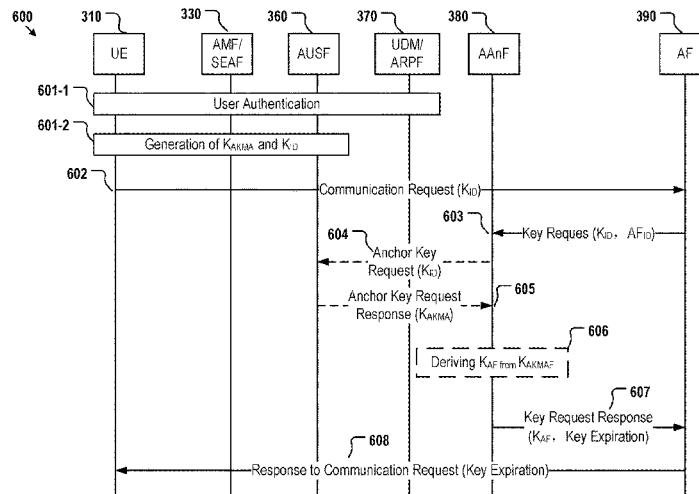 600
310
330
360
370
380
390
UE
AMF/
SEAF
AUSF
UDM/
ARPF
AAnF
AF
601-1
User Authentication
601-2
Generation of KAKMA and KID
602
Communication Request (KID)
603
Key Reques (KID, AFID)
604
Anchor Key
Request (KID)
605
Anchor Key Request
Response (KAKMA)
606
Deriving KAF from KAKMAF
607
Key Request Response
(KAF, Key Expiration)
608
Response to Communication Request (Key Expiration)